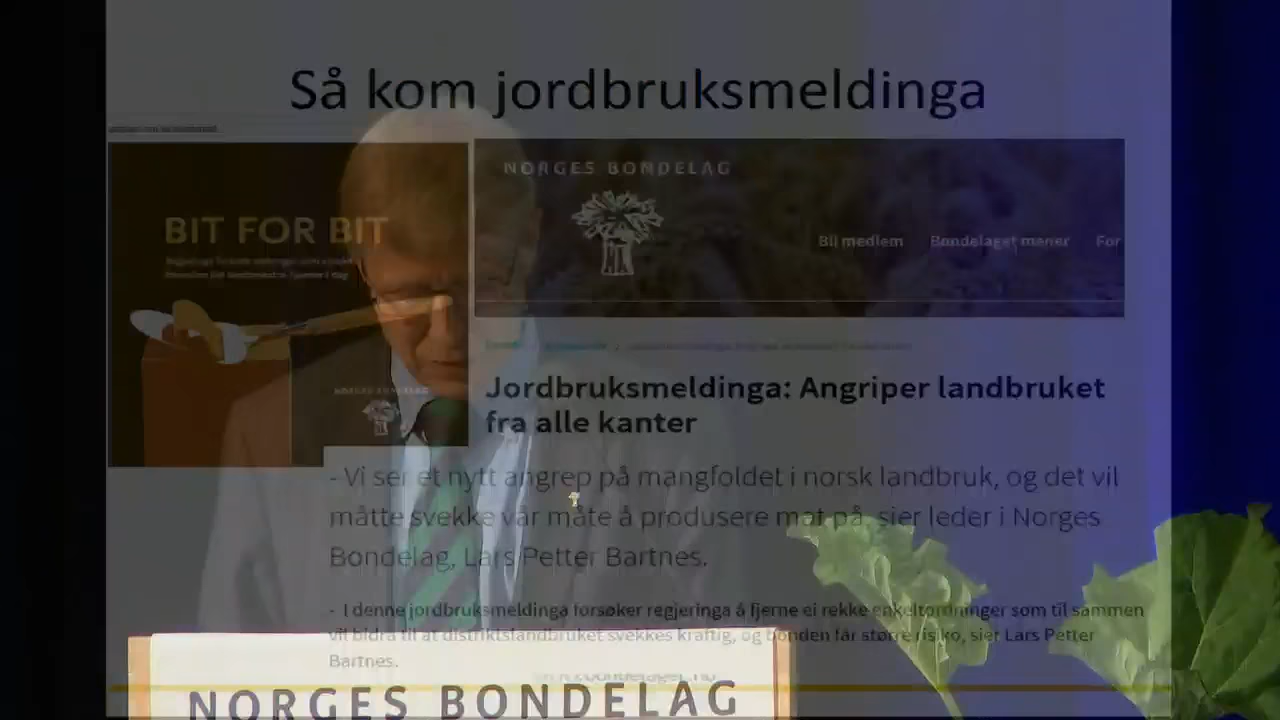 Så kom jordbruksmeldinga
BIT FOR BIT
NORGES BONDELAG
Bli medlem Bondelaget mener For
NORGES BONDELAG
Jordbruksmeldinga: Angriper landbruket
fra alle kanter
- Vi ser et nytt angrep på mangfoldet i norsk landbruk, og det vil
måtte svekke vår måte å produsere mat på, sier leder i Norges
Bondelag, Lars Petter Bartnes.
- I denne jordbruksmeldinga forsøker regjeringa å fjerne ei rekke enkeltordninger som til sammen
vil bidra til at distriktslandbruket svekkes kraftig, og bonden får større risiko, sier Lars Petter
Bartnes.
NORGES BONDELAG